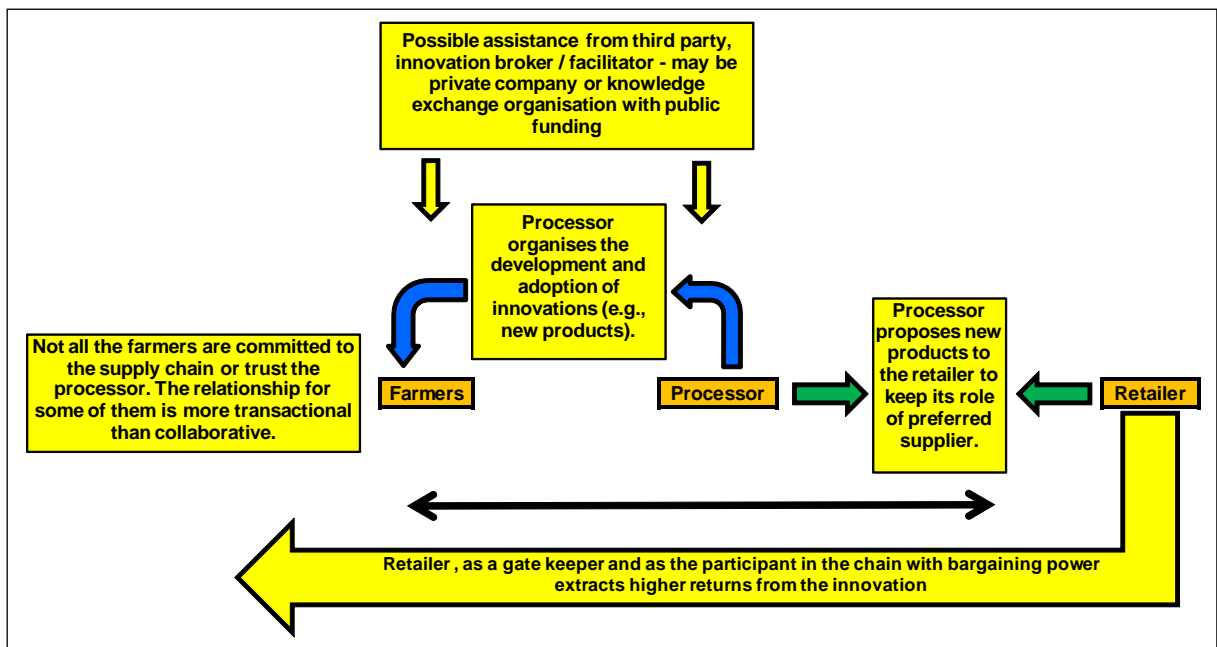 Possible assistance from third party,
innovation broker / facilitator - may be
private company or knowledge
exchange organisation with public
funding
Processor
organises the
development and
adoption of
innovations (e.g.,
new products).
Processor
proposes new
products to
the retailer to
keep its role
of preferred
supplier.
Not all the farmers are committed to
the supply chain or trust the
processor. The relationship for
some of them is more transactional
than collaborative.
Farmers
Processor
Retailer
Retailer , as a gate keeper and as the participant in the chain with bargaining power
extracts higher returns from the innovation